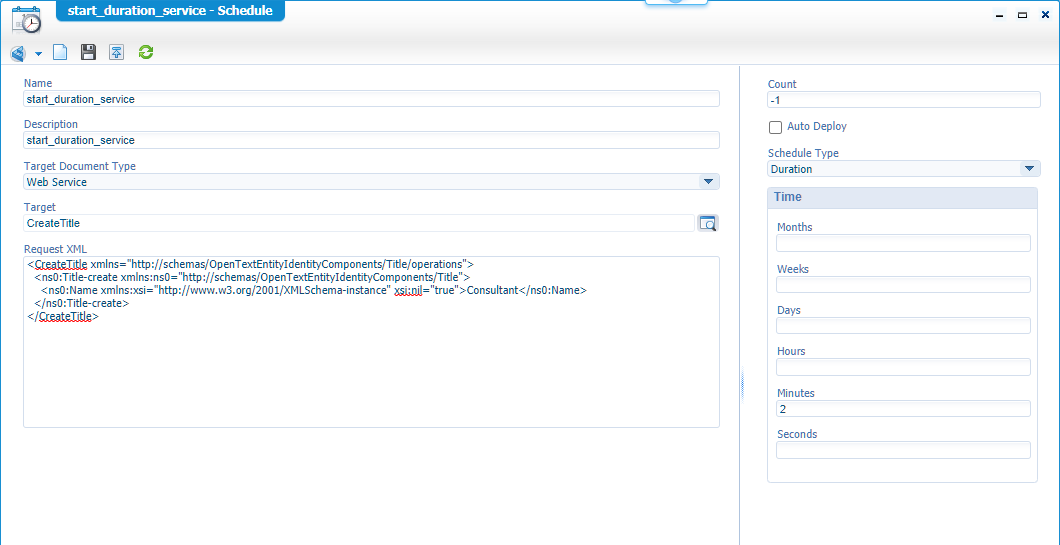 start_duration_service - Schedule
Name
start_duration_service
Description
start_duration_service
Target Document Type
Web Service
Target
CreateTitle
Request XML
<CreateTitle xmlns="http://schemas/OpenTextEntityIdentityComponents/Title/operations">
<ns0:Title-create xmlns:ns0="http://schemas/OpenTextEntityIdentityComponents/Title">
<ns0:Name xmlns:xsi="http://www.w3.org/2001/XMLSchema-instance" xsi:nil="true">Consultant</ns0:Name>
</ns0:Title-create>
</CreateTitle>
Count
-1
Auto Deploy
Schedule Type
Duration
Time
Months
Weeks
Days
Hours
Minutes
2
Seconds